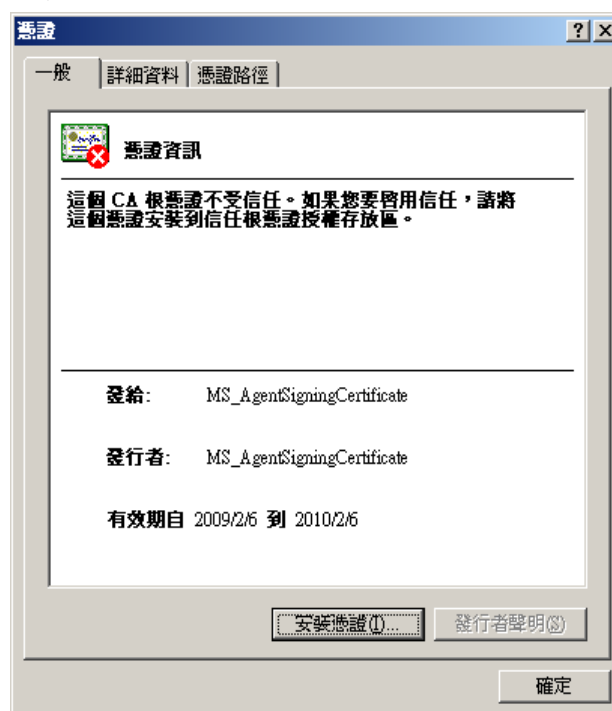 憑證
一般
詳細資料
憑證路徑
憑證資訊
這個 CA 根憑證不受信任。如果您要啓用信任，請將
這個憑證安裝到信任根憑證授權存放區。
發給: MS_AgentSigningCertificate
發行者: MS_AgentSigningCertificate
有效期自 2009/2/6 到 2010/2/6
安裝憑證(I)...
發行者聲明(S)
確定